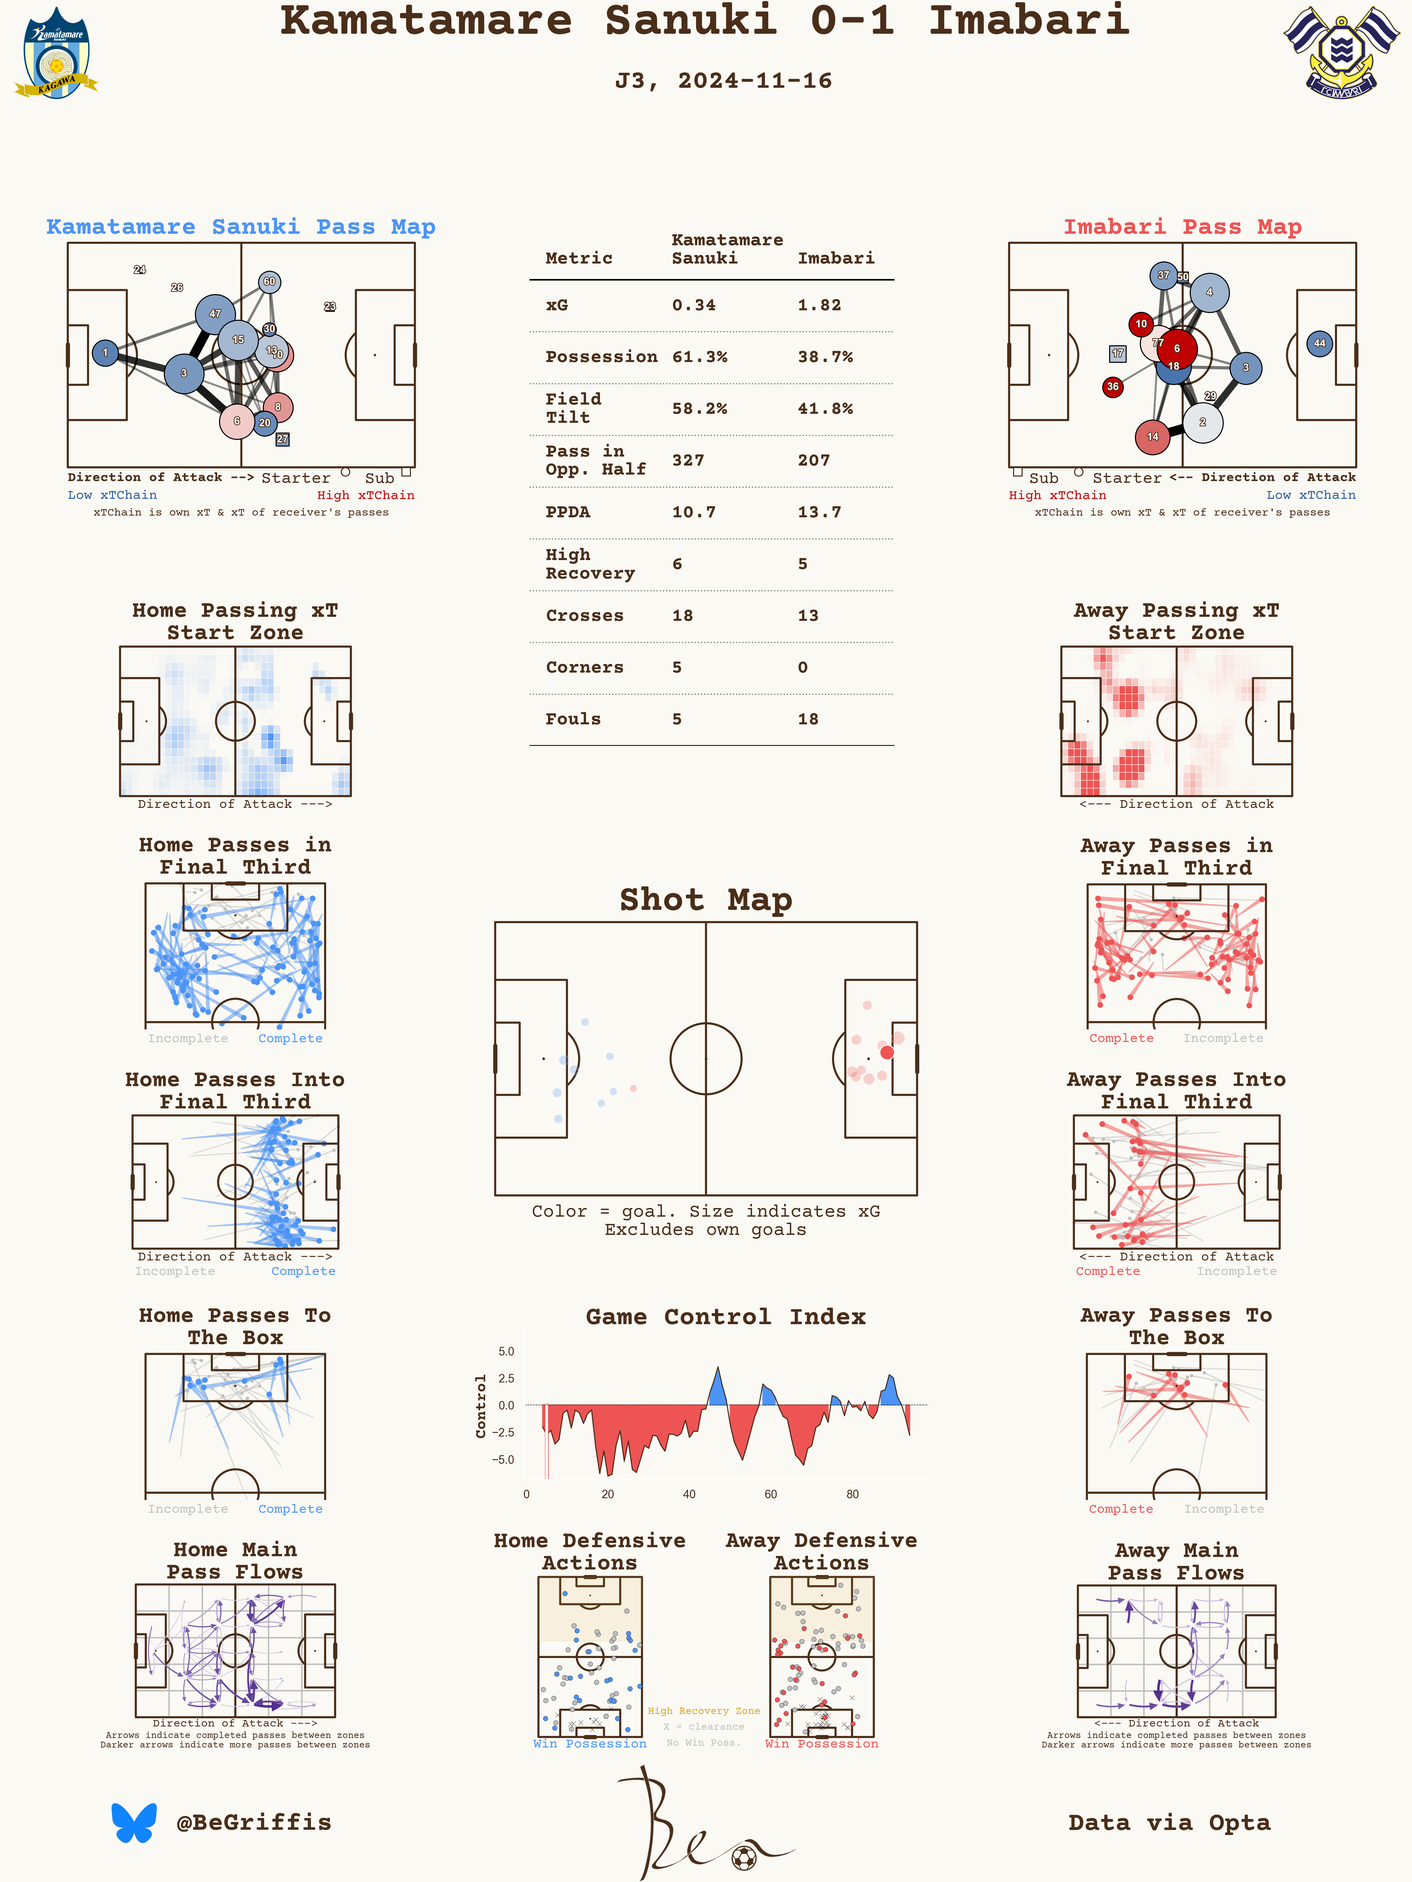 Kamatamare Sanuki 0-1 Imabari
J3, 2024-11-16
Kamatamare
KAGAWA
FC IMABARI
Kamatamare Sanuki Pass Map
24
26
23
60
47
30
15
13
10
1
3
8
6
20
27
Direction of Attack --> Starter Sub
Low xTChain High xTChain
xTChain is own xT & xT of receiver's passes
Metric Kamatamare Sanuki Imabari
xG 0.34 1.82
Possession 61.3% 38.7%
Field Tilt 58.2% 41.8%
Pass in Opp. Half 327 207
PPDA 10.7 13.7
High Recovery 6 5
Crosses 18 13
Corners 5 0
Fouls 5 18
Imabari Pass Map
37
50
4
10
77
6
44
17
18
3
36
29
2
14
Sub Starter <-- Direction of Attack
High xTChain Low xTChain
xTChain is own xT & xT of receiver's passes
Home Passing xT
Start Zone
Direction of Attack --->
Away Passing xT
Start Zone
<--- Direction of Attack
Home Passes in
Final Third
Incomplete Complete
Away Passes in
Final Third
Complete Incomplete
Shot Map
Color = goal. Size indicates xG
Excludes own goals
Home Passes Into
Final Third
Direction of Attack --->
Incomplete Complete
Away Passes Into
Final Third
<--- Direction of Attack
Complete Incomplete
Home Passes To
The Box
Incomplete Complete
Game Control Index
Control
5.0
2.5
0.0
−2.5
−5.0
0 20 40 60 80
Away Passes To
The Box
Complete Incomplete
Home Main
Pass Flows
Direction of Attack --->
Arrows indicate completed passes between zones
Darker arrows indicate more passes between zones
Home Defensive
Actions
Win Possession
High Recovery Zone
X = clearance
No Win Poss.
Away Defensive
Actions
Win Possession
Away Main
Pass Flows
<--- Direction of Attack
Arrows indicate completed passes between zones
Darker arrows indicate more passes between zones
@BeGriffis
Ben
Data via Opta